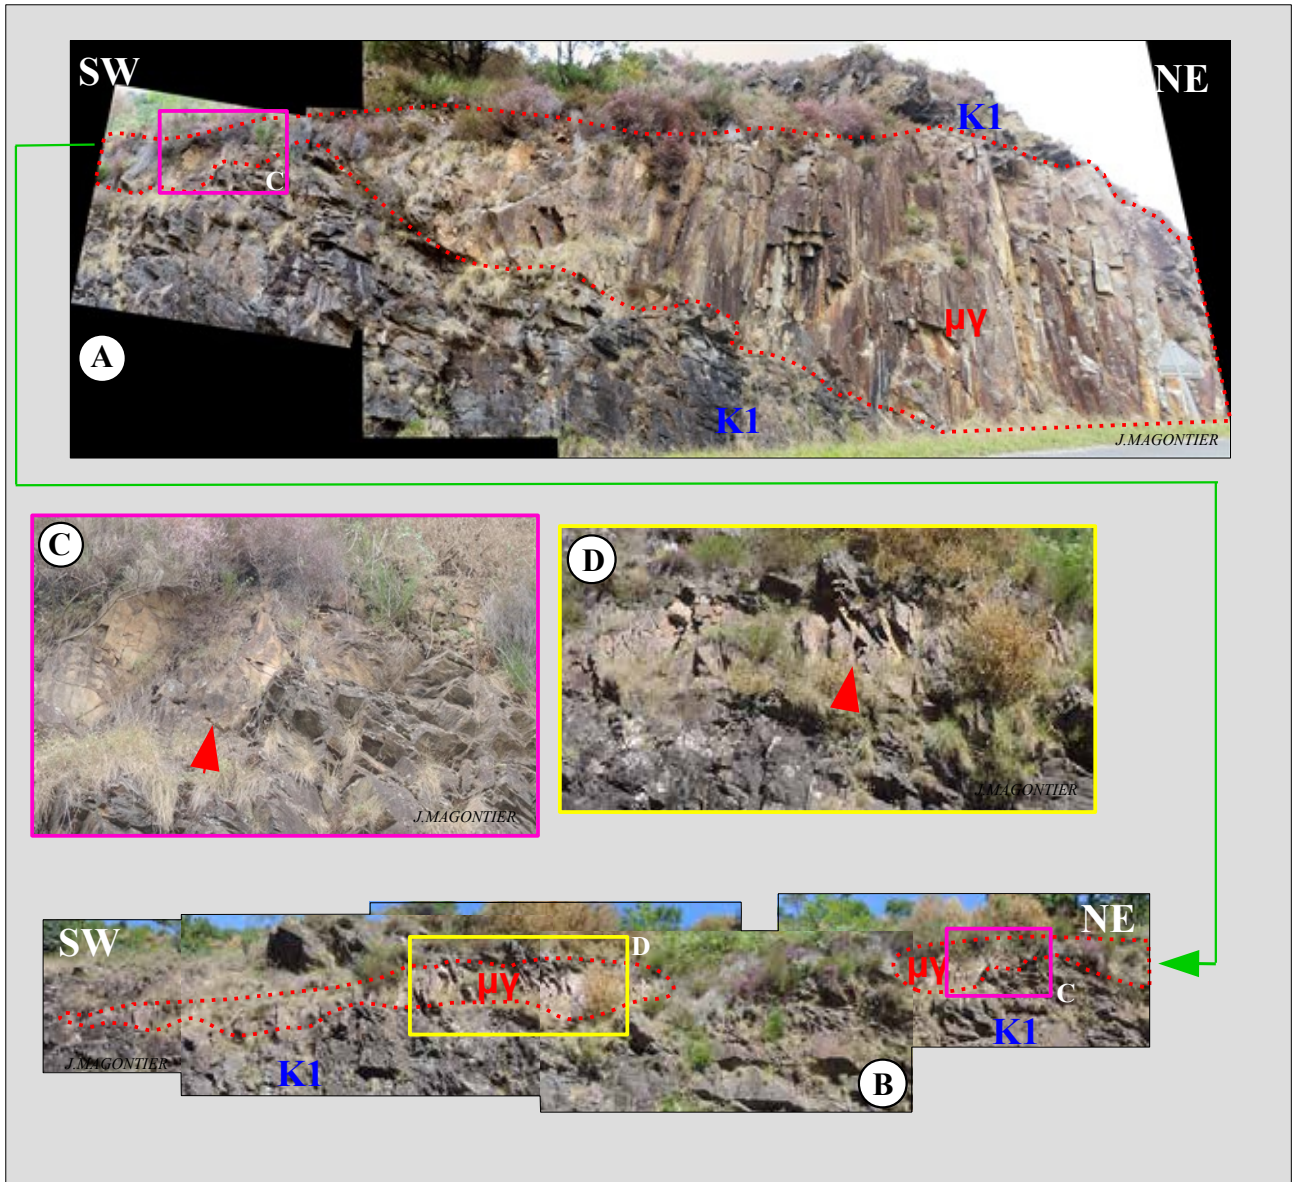 SW
NE
K1
C
μγ
A
K1
J.MAGONTIER
C
D
J.MAGONTIER
J.MAGONTIER
SW
NE
D
μγ
μγ
C
K1
K1
J.MAGONTIER
B